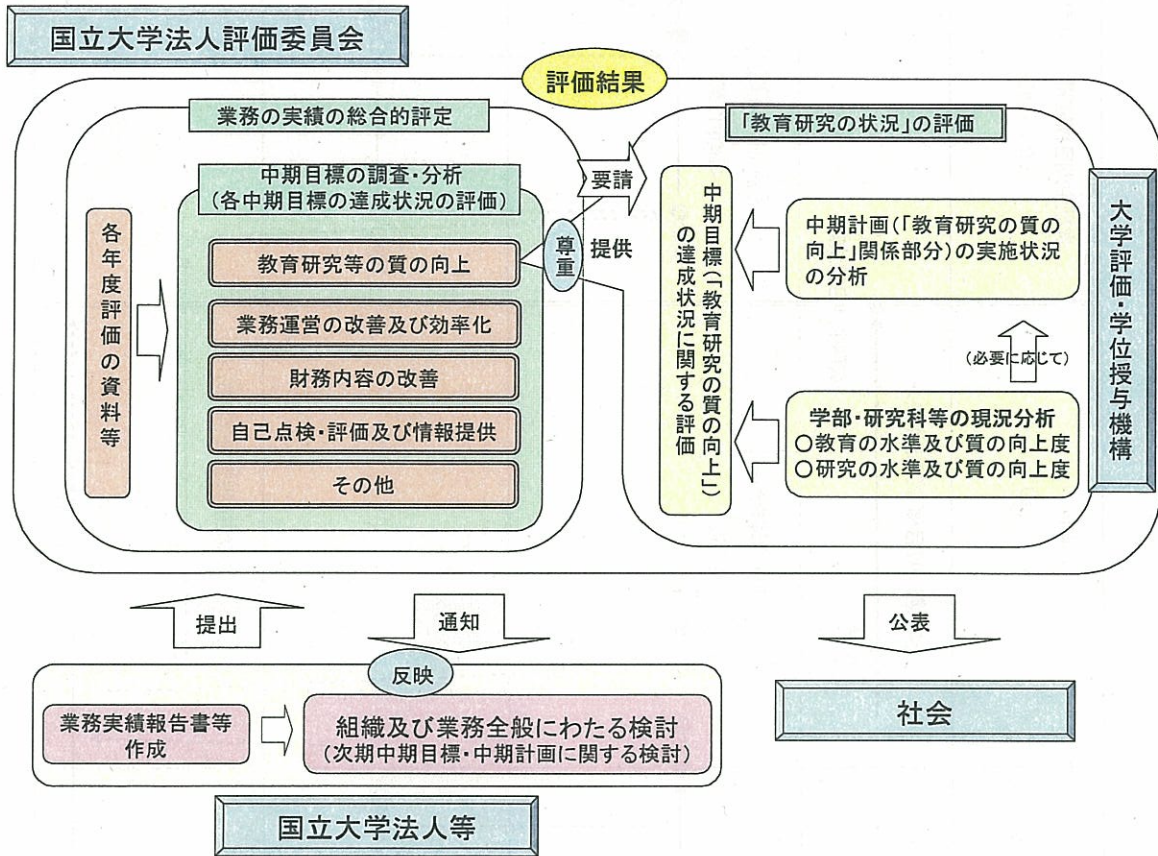 国立大学法人評価委員会
評価結果
業務の実績の総合的評定
中期目標の調査・分析
(各中期目標の達成状況の評価)
各年度評価の資料等
教育研究等の質の向上
業務運営の改善及び効率化
財務内容の改善
自己点検・評価及び情報提供
その他
要請
尊重
提供
「教育研究の状況」の評価
中期目標(「教育研究の質の向上」)
の達成状況に関する評価
中期計画(「教育研究の質の
向上」関係部分)の実施状況
の分析
(必要に応じて)
学部・研究科等の現況分析
○教育の水準及び質の向上度
○研究の水準及び質の向上度
大学評価・学位授与機構
提出
通知
公表
反映
業務実績報告書等
作成
組織及び業務全般にわたる検討
(次期中期目標・中期計画に関する検討)
社会
国立大学法人等